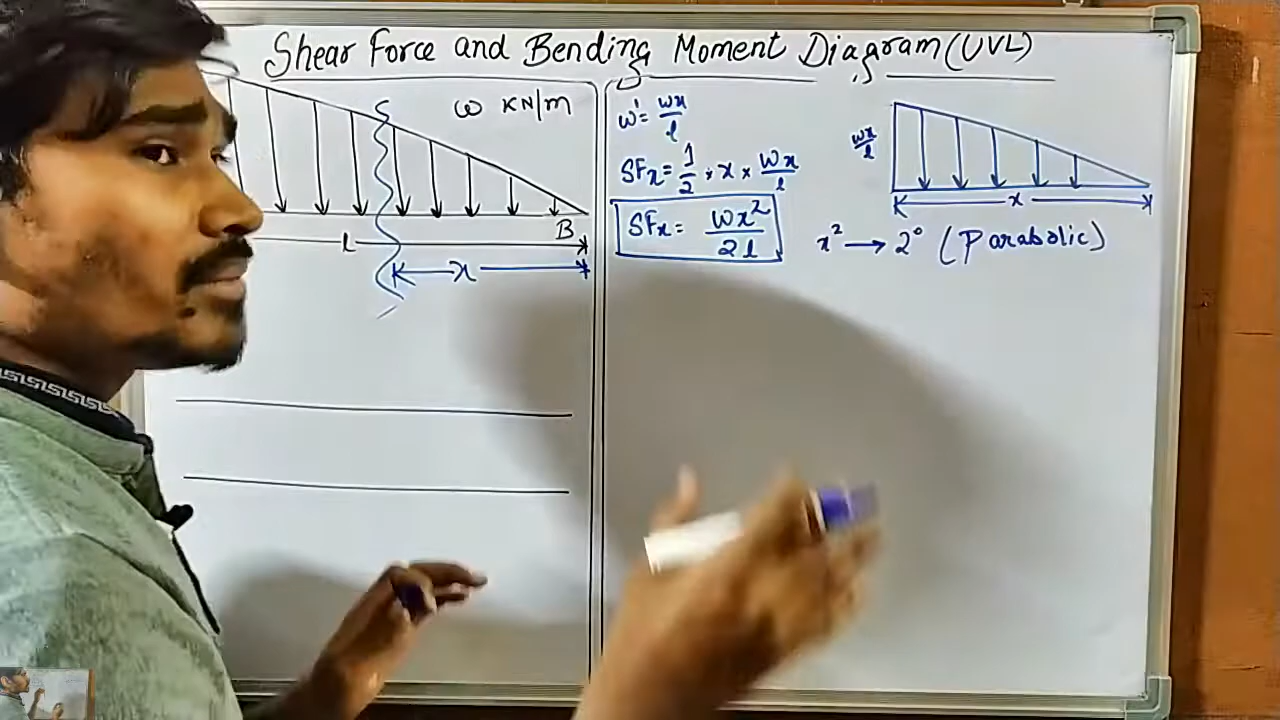 Shear Force and Bending Moment Diagram (UVL)
ω KN/m
B
l
x
w' = wx/l
SFx = 1/2 × x × wx/l
SFx = wx²/2l
wx/l
x
x² → 2° (Parabolic)